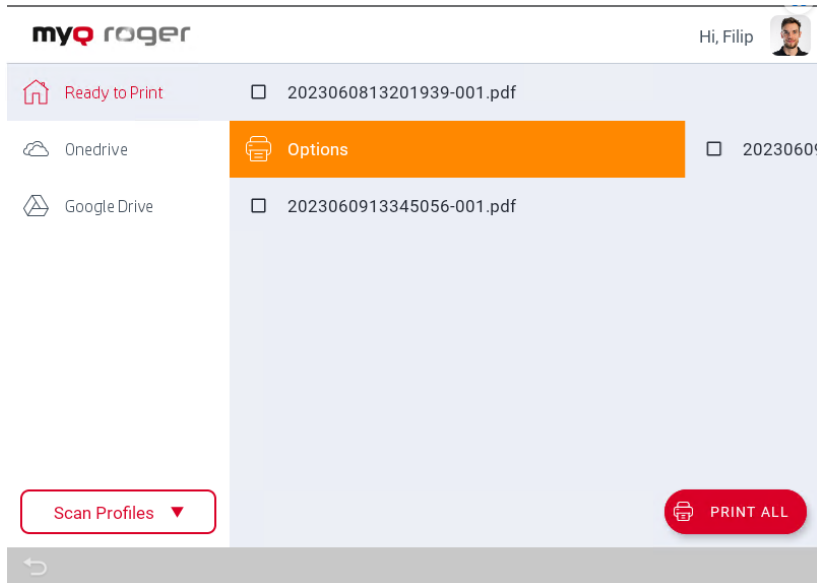 myQ roger
Hi, Filip
Ready to Print
2023060813201939-001.pdf
Onedrive
Options
2023060
Google Drive
2023060913345056-001.pdf
Scan Profiles
PRINT ALL